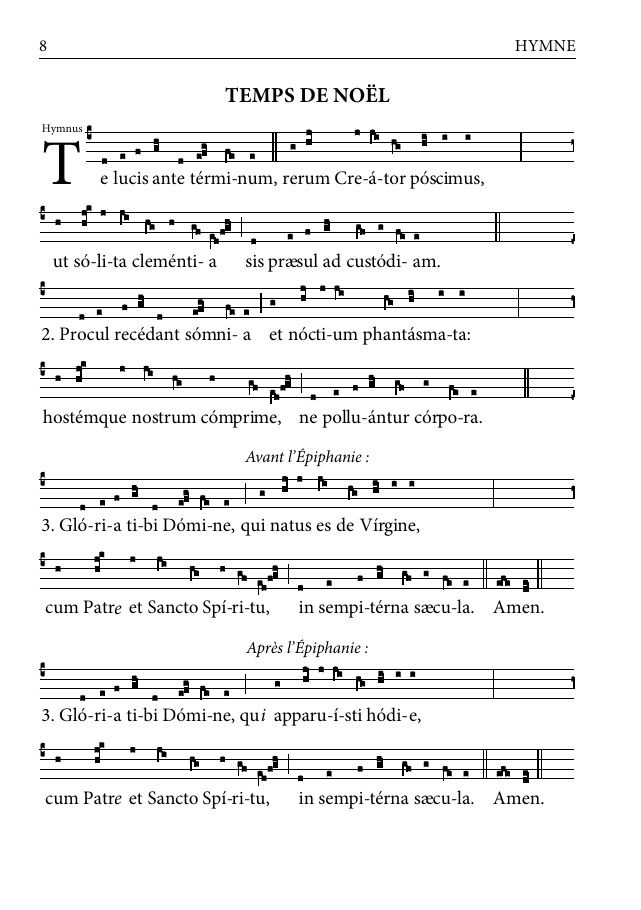 8 HYMNE
TEMPS DE NOËL
Hymnus
Te lucis ante térmi-num, rerum Cre-á-tor póscimus,
ut só-li-ta cleménti- a sis præsul ad custódi- am.
2. Procul recédant sómni- a et nócti-um phantásma-ta:
hostémque nostrum cómprime, ne pollu-ántur córpo-ra.
Avant l’Épiphanie :
3. Gló-ri-a ti-bi Dómi-ne, qui natus es de Vírgine,
cum Patre et Sancto Spí-ri-tu, in sempi-térna sæcu-la. Amen.
Après l’Épiphanie :
3. Gló-ri-a ti-bi Dómi-ne, qui apparu-í-sti hódi-e,
cum Patre et Sancto Spí-ri-tu, in sempi-térna sæcu-la. Amen.